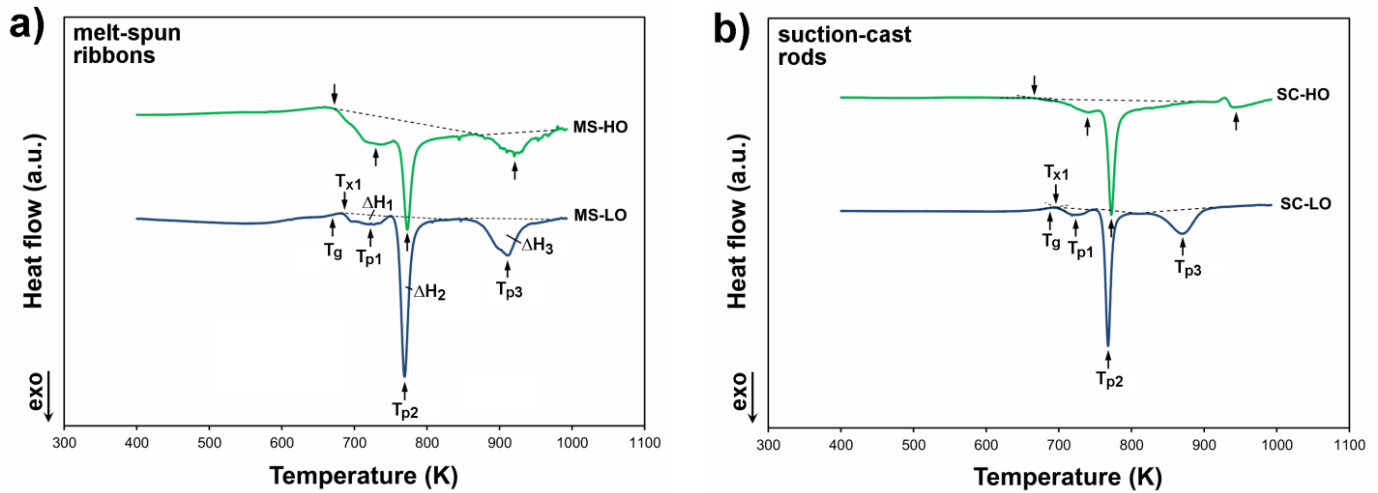 a)
melt-spun
ribbons
MS-HO
Tx1
ΔH1
MS-LO
Tg
Tp1
ΔH2
ΔH3
Tp3
Tp2
Heat flow (a.u.)
exo
300 400 500 600 700 800 900 1000 1100
Temperature (K)
b)
suction-cast
rods
SC-HO
Tx1
SC-LO
Tg
Tp1
Tp3
Tp2
Heat flow (a.u.)
exo
300 400 500 600 700 800 900 1000 1100
Temperature (K)